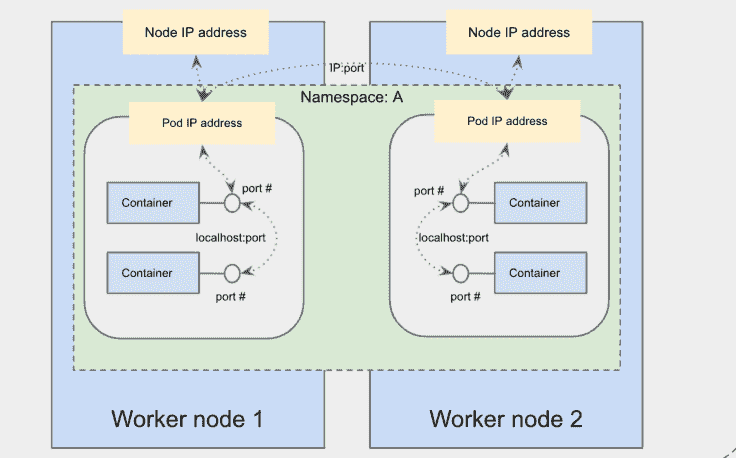 Node IP address
Node IP address
IP:port
Namespace: A
Pod IP address
Pod IP address
port #
port #
Container
Container
localhost:port
localhost:port
Container
Container
port #
port #
Worker node 1
Worker node 2